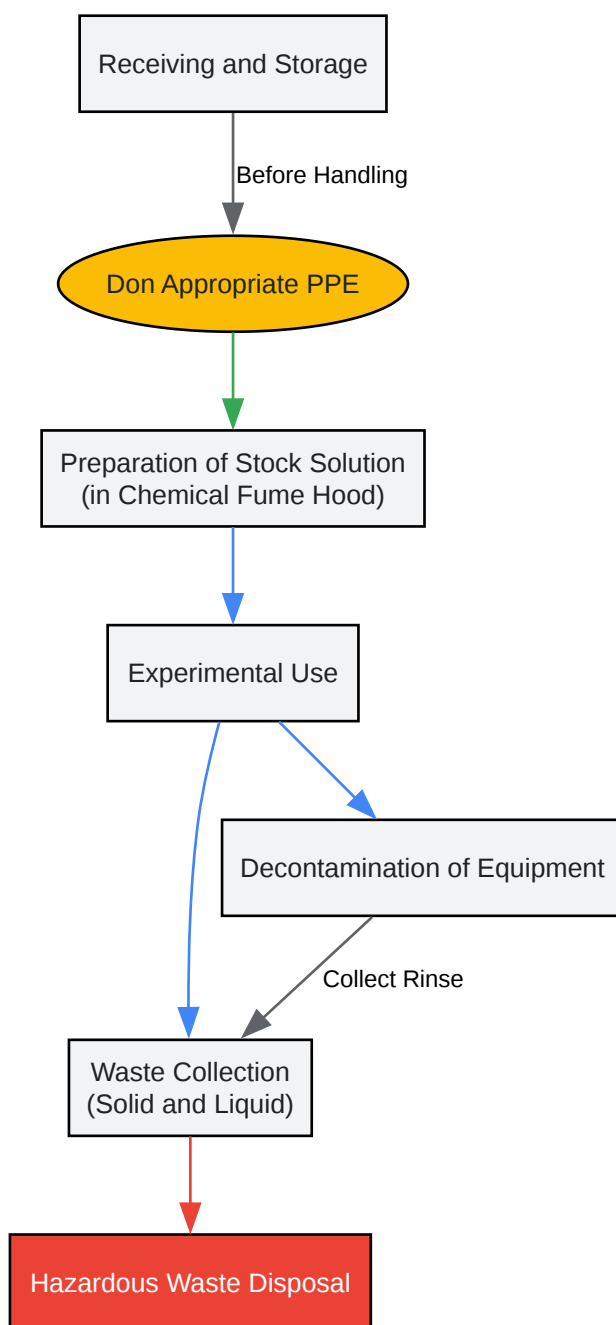 Receiving and Storage
Before Handling
Don Appropriate PPE
Preparation of Stock Solution
(in Chemical Fume Hood)
Experimental Use
Decontamination of Equipment
Collect Rinse
Waste Collection
(Solid and Liquid)
Hazardous Waste Disposal